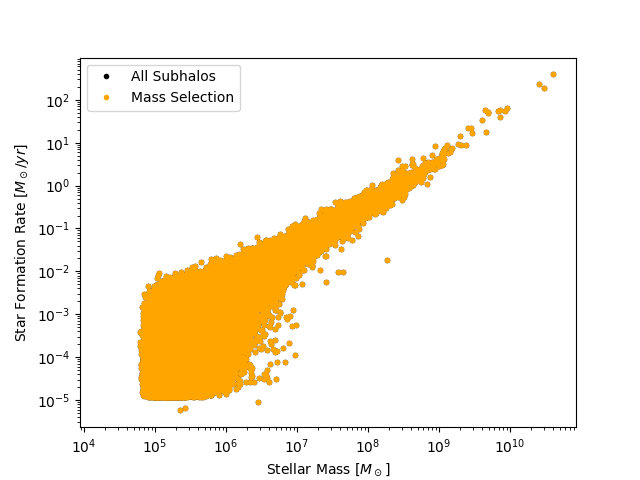 All Subhalos
Mass Selection
Star Formation Rate [M⊙/yr]
10²
10¹
10⁰
10⁻¹
10⁻²
10⁻³
10⁻⁴
10⁻⁵
10⁴ 10⁵ 10⁶ 10⁷ 10⁸ 10⁹ 10¹⁰
Stellar Mass [M⊙]